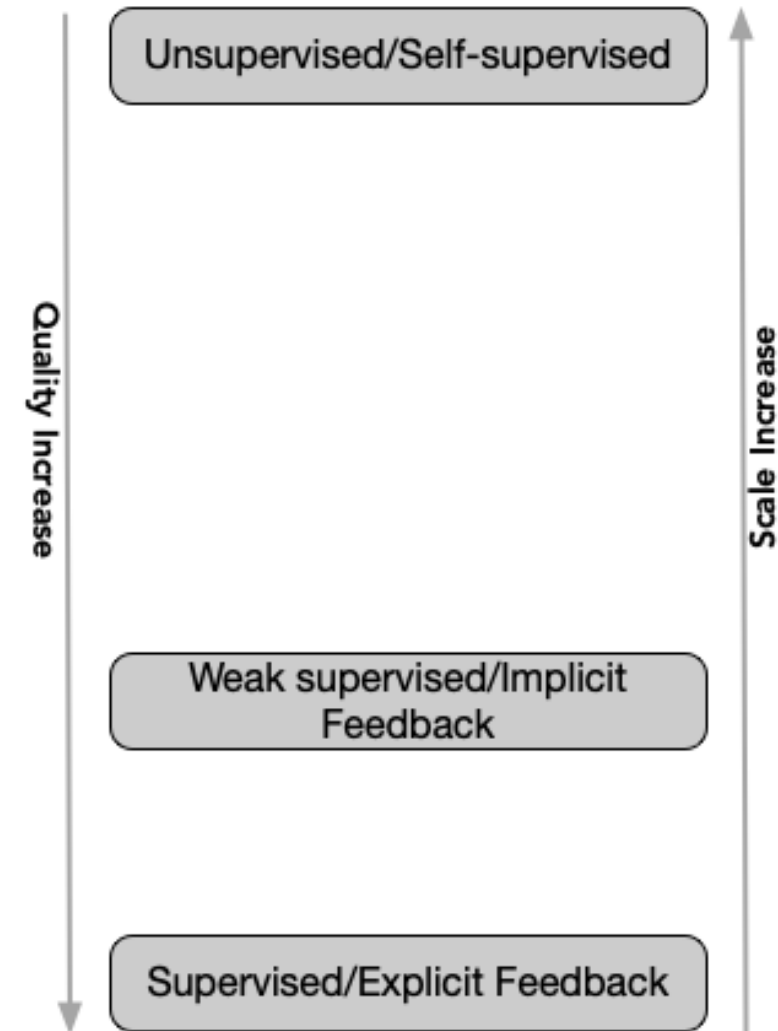 Unsupervised/Self-supervised
Quality Increase
Scale Increase
Weak supervised/Implicit
Feedback
Supervised/Explicit Feedback